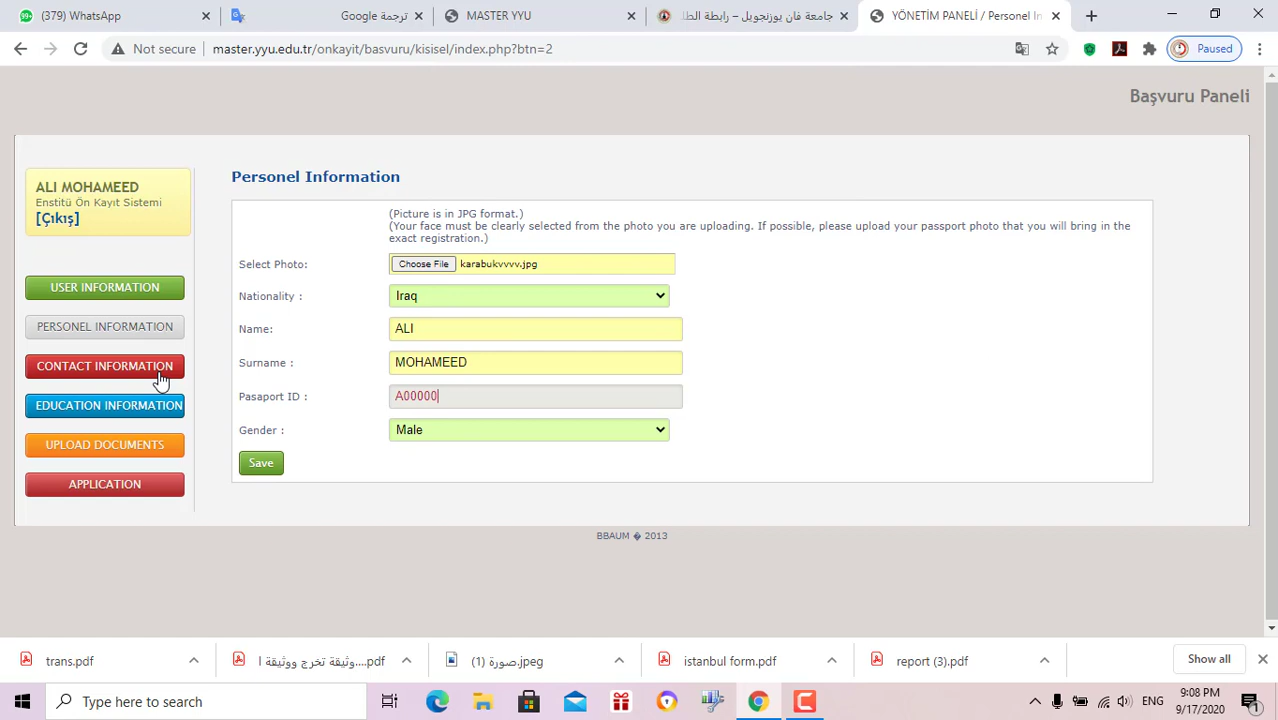 (379) WhatsApp
ترجمة Google
MASTER YYU
جامعة فان يوزنجويل – رابطة الطلا
YÖNETİM PANELİ / Personel In
Not secure
master.yyu.edu.tr/onkayit/basvuru/kisisel/index.php?btn=2
Paused
Başvuru Paneli
ALI MOHAMEED
Enstitü Ön Kayıt Sistemi
[Çıkış]
USER INFORMATION
PERSONEL INFORMATION
CONTACT INFORMATION
EDUCATION INFORMATION
UPLOAD DOCUMENTS
APPLICATION
Personel Information
(Picture is in JPG format.)
(Your face must be clearly selected from the photo you are uploading. If possible, please upload your passport photo that you will bring in the
exact registration.)
Select Photo: Choose File karabukvvvv.jpg
Nationality : Iraq
Name: ALI
Surname : MOHAMEED
Pasaport ID : A00000
Gender : Male
Save
BBAUM � 2013
trans.pdf
وثيقة تخرج ووثيقة ا....pdf
صورة (1).jpeg
istanbul form.pdf
report (3).pdf
Show all
Type here to search
ENG
9:08 PM
9/17/2020